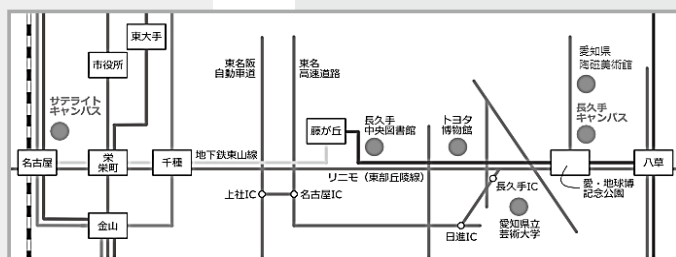 東大手
市役所
サテライト
キャンパス
名古屋
栄
栄町
千種
金山
地下鉄東山線
東名阪
自動車道
東名
高速道路
藤が丘
長久手
中央図書館
トヨタ
博物館
愛知県
陶磁美術館
長久手
キャンパス
リニモ（東部丘陵線）
八草
愛・地球博
記念公園
上社IC
名古屋IC
長久手IC
日進IC
愛知県立
芸術大学